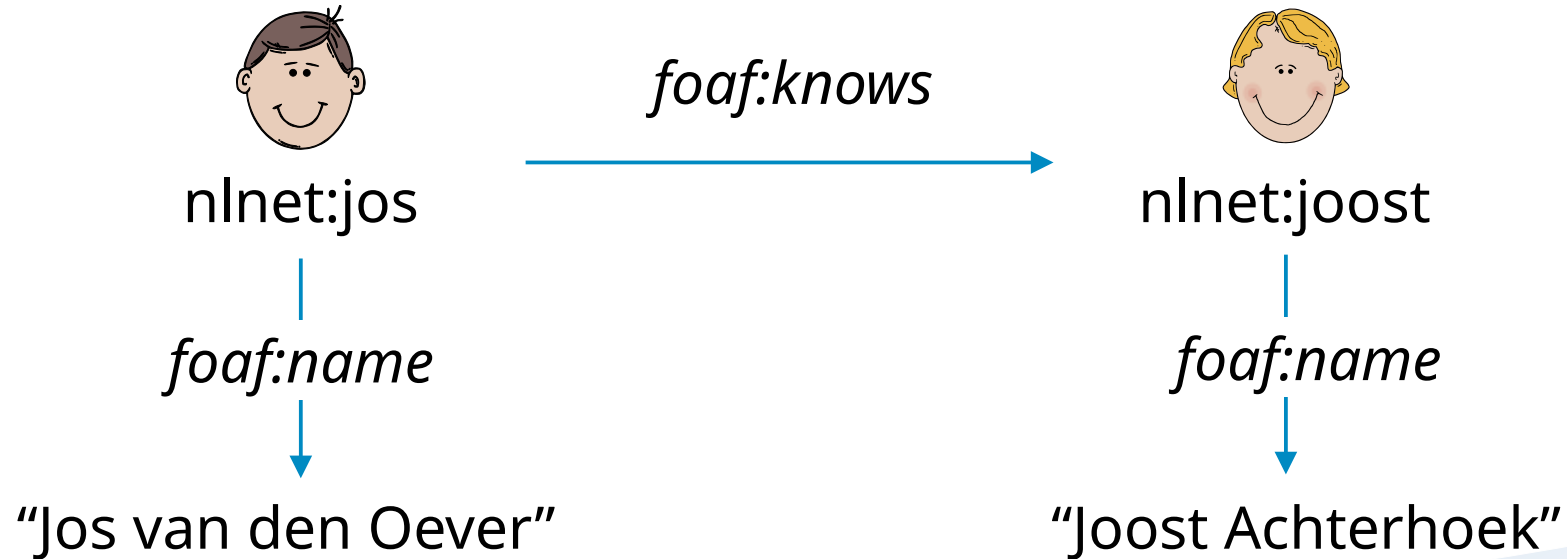 foaf:knows
nlnet:jos
nlnet:joost
foaf:name
foaf:name
“Jos van den Oever”
“Joost Achterhoek”